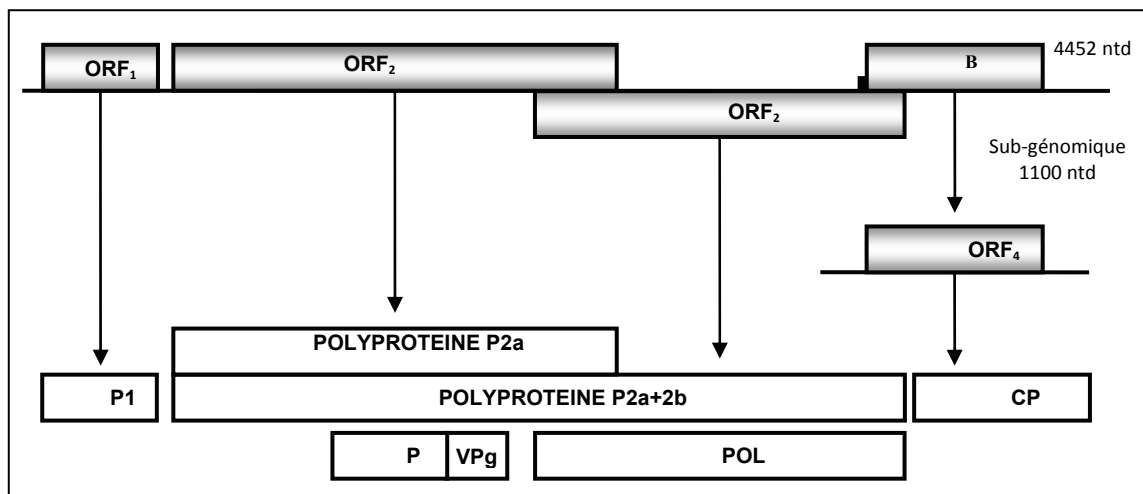 4452 ntd
ORF₁
ORF₂
B
ORF₂
Sub-génomique
1100 ntd
ORF₄
POLYPROTEINE P2a
P1
POLYPROTEINE P2a+2b
CP
P
VPg
POL